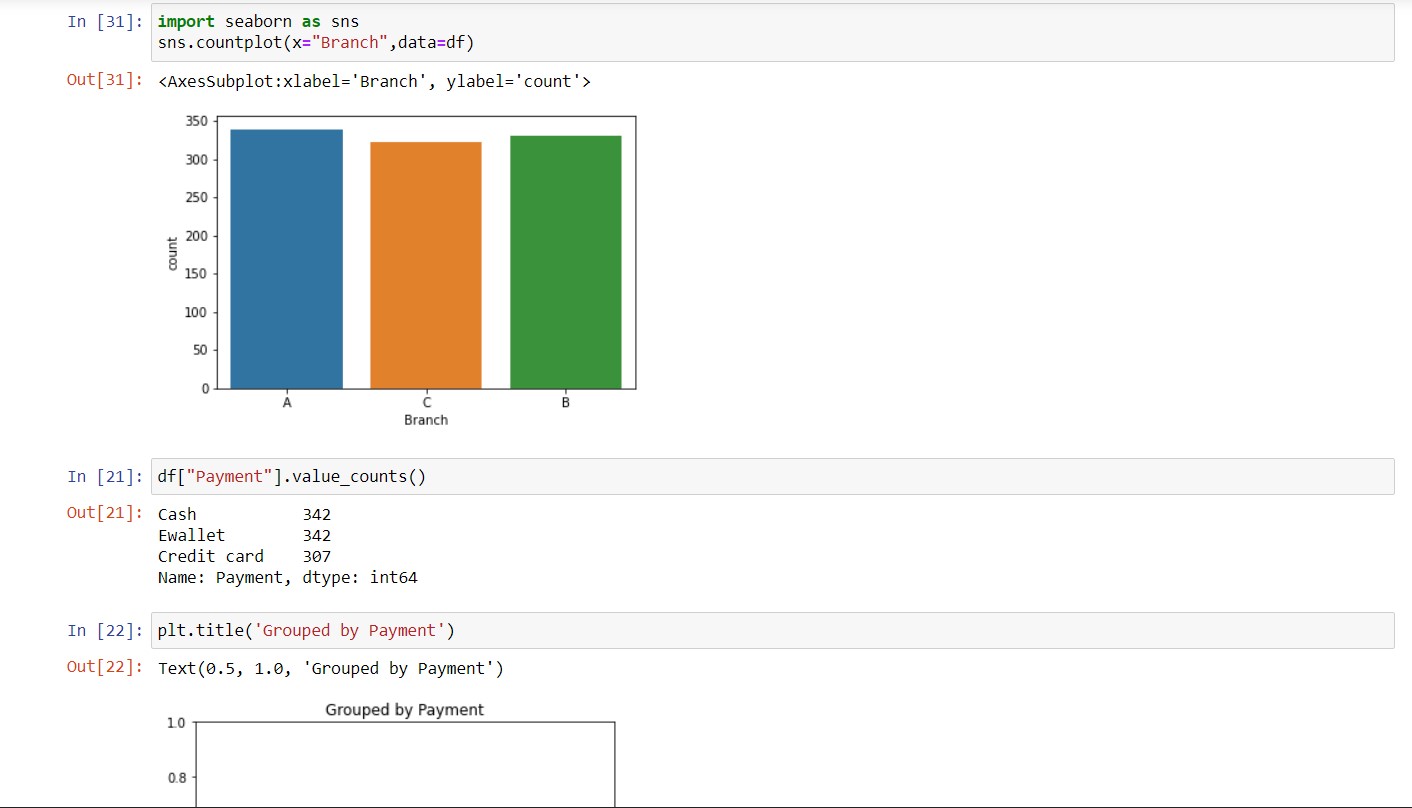 In [31]: import seaborn as sns
sns.countplot(x="Branch",data=df)
Out[31]: <AxesSubplot:xlabel='Branch', ylabel='count'>
350
300
250
200
150
100
50
0
count
A C B
Branch
In [21]: df["Payment"].value_counts()
Out[21]: Cash 342
Ewallet 342
Credit card 307
Name: Payment, dtype: int64
In [22]: plt.title('Grouped by Payment')
Out[22]: Text(0.5, 1.0, 'Grouped by Payment')
Grouped by Payment
1.0
0.8